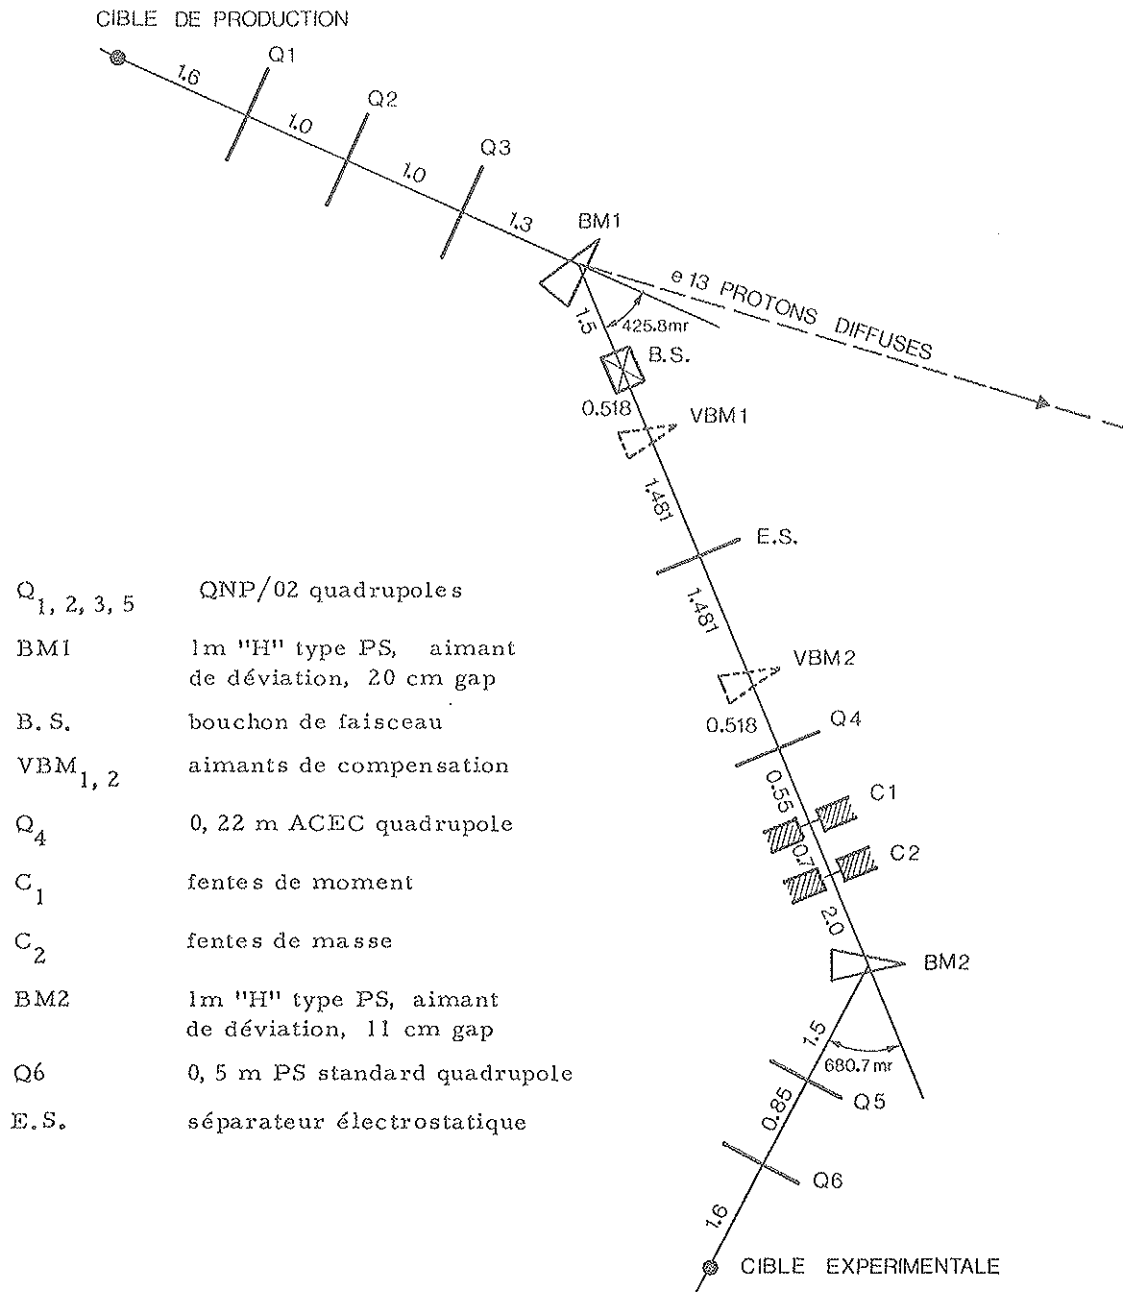 CIBLE DE PRODUCTION
1.6
Q1
1.0
Q2
1.0
Q3
1.3
BM1
e 13 PROTONS DIFFUSES
425.8mr
1.5
B.S.
0.518
VBM1
1.481
E.S.
1.481
VBM2
0.518
Q4
0.55
C1
0.7
C2
2.0
BM2
1.5
680.7mr
Q5
0.85
Q6
1.6
CIBLE EXPERIMENTALE
Q1, 2, 3, 5 QNP/02 quadrupoles
BM1 1m "H" type PS, aimant
de déviation, 20 cm gap
B.S. bouchon de faisceau
VBM1, 2 aimants de compensation
Q4 0,22 m ACEC quadrupole
C1 fentes de moment
C2 fentes de masse
BM2 1m "H" type PS, aimant
de déviation, 11 cm gap
Q6 0,5 m PS standard quadrupole
E.S. séparateur électrostatique